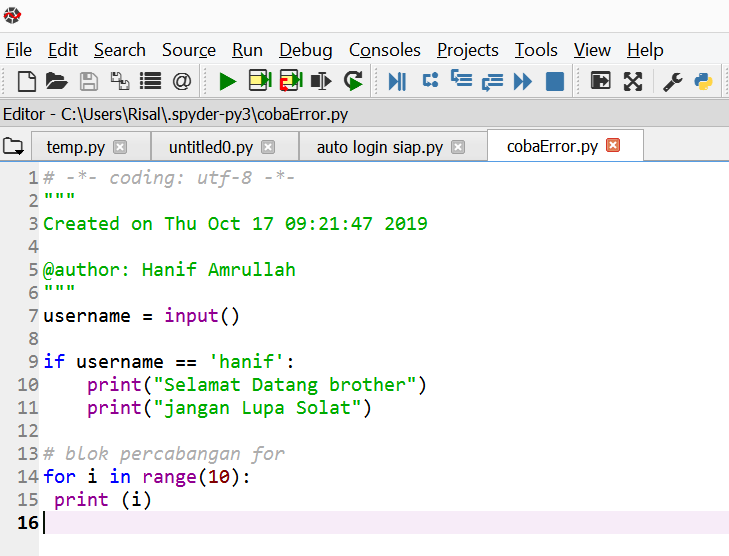 File Edit Search Source Run Debug Consoles Projects Tools View Help
Editor - C:\Users\Risal\.spyder-py3\cobaError.py
temp.py untitled0.py auto login siap.py cobaError.py
1 # -*- coding: utf-8 -*-
2 """
3 Created on Thu Oct 17 09:21:47 2019
4
5 @author: Hanif Amrullah
6 """
7 username = input()
8
9 if username == 'hanif':
10     print("Selamat Datang brother")
11     print("jangan Lupa Solat")
12
13 # blok percabangan for
14 for i in range(10):
15  print (i)
16